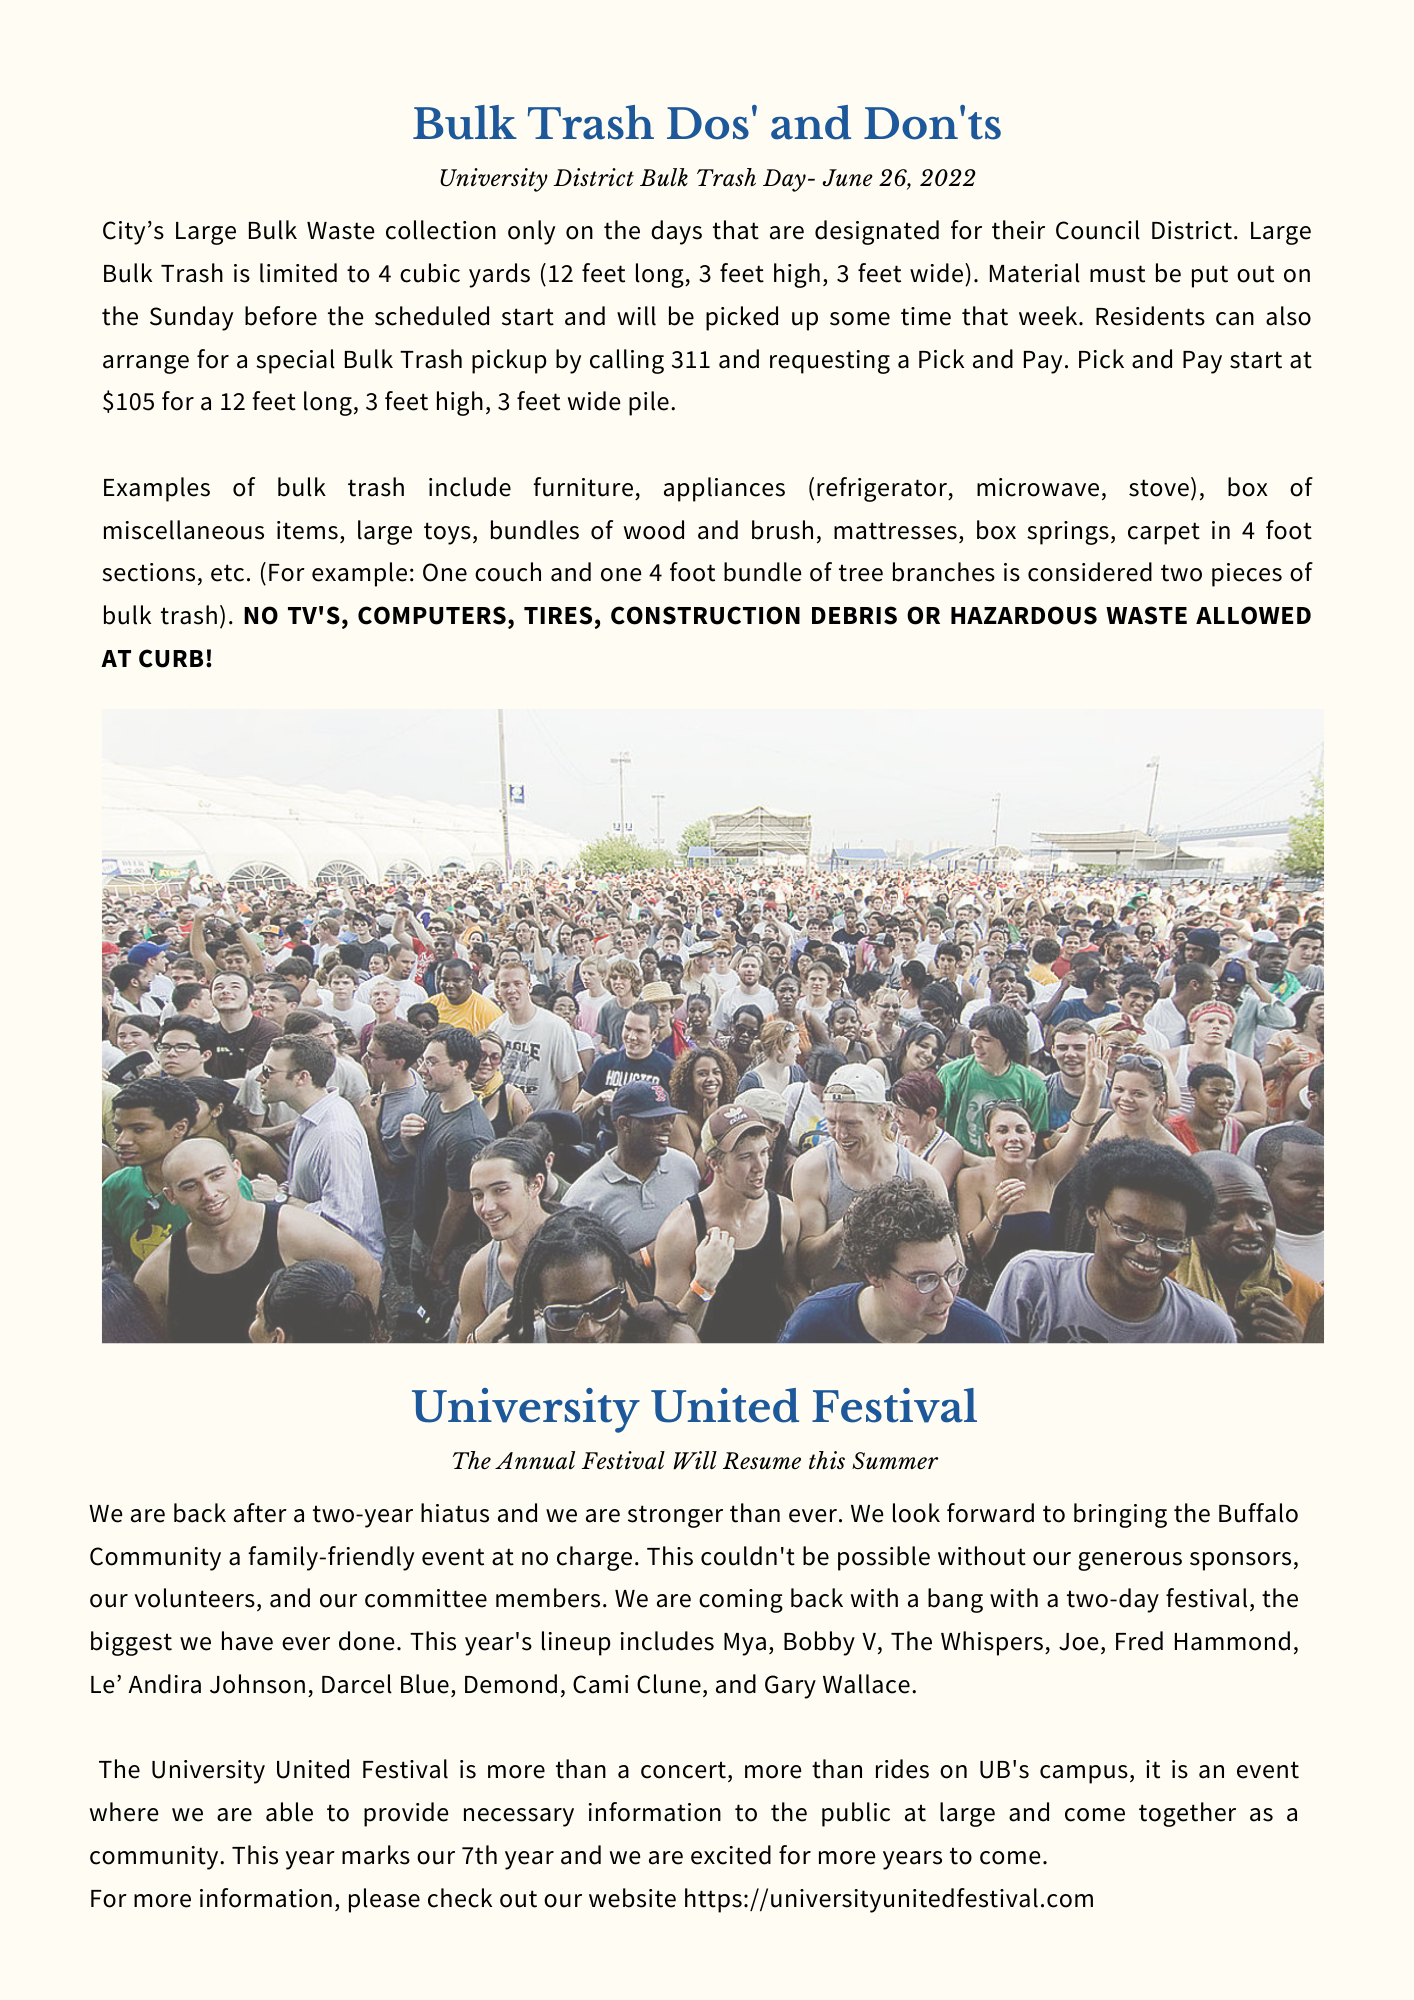 Bulk Trash Dos' and Don'ts
University District Bulk Trash Day- June 26, 2022
City’s Large Bulk Waste collection only on the days that are designated for their Council District. Large
Bulk Trash is limited to 4 cubic yards (12 feet long, 3 feet high, 3 feet wide). Material must be put out on
the Sunday before the scheduled start and will be picked up some time that week. Residents can also
arrange for a special Bulk Trash pickup by calling 311 and requesting a Pick and Pay. Pick and Pay start at
$105 for a 12 feet long, 3 feet high, 3 feet wide pile.
Examples of bulk trash include furniture, appliances (refrigerator, microwave, stove), box of
miscellaneous items, large toys, bundles of wood and brush, mattresses, box springs, carpet in 4 foot
sections, etc. (For example: One couch and one 4 foot bundle of tree branches is considered two pieces of
bulk trash). NO TV'S, COMPUTERS, TIRES, CONSTRUCTION DEBRIS OR HAZARDOUS WASTE ALLOWED
AT CURB!
HOLLISTER
University United Festival
The Annual Festival Will Resume this Summer
We are back after a two-year hiatus and we are stronger than ever. We look forward to bringing the Buffalo
Community a family-friendly event at no charge. This couldn't be possible without our generous sponsors,
our volunteers, and our committee members. We are coming back with a bang with a two-day festival, the
biggest we have ever done. This year's lineup includes Mya, Bobby V, The Whispers, Joe, Fred Hammond,
Le’ Andira Johnson, Darcel Blue, Demond, Cami Clune, and Gary Wallace.
The University United Festival is more than a concert, more than rides on UB's campus, it is an event
where we are able to provide necessary information to the public at large and come together as a
community. This year marks our 7th year and we are excited for more years to come.
For more information, please check out our website https://universityunitedfestival.com